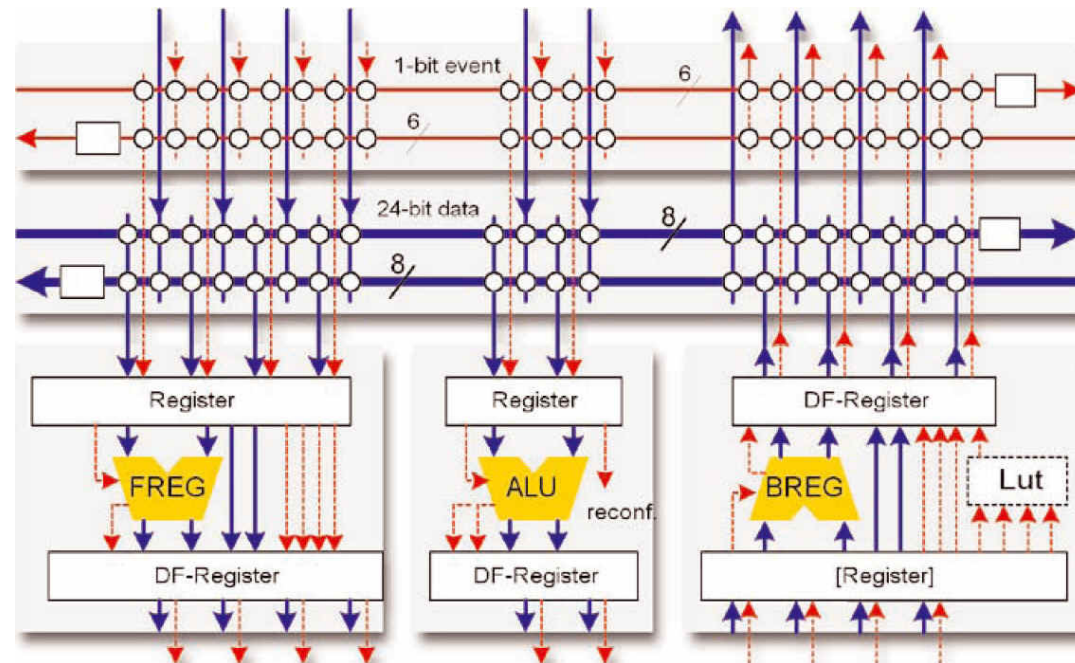 1-bit event
6
6
24-bit data
8
8
Register
Register
DF-Register
FREG
ALU
BREG
Lut
reconf.
DF-Register
DF-Register
[Register]